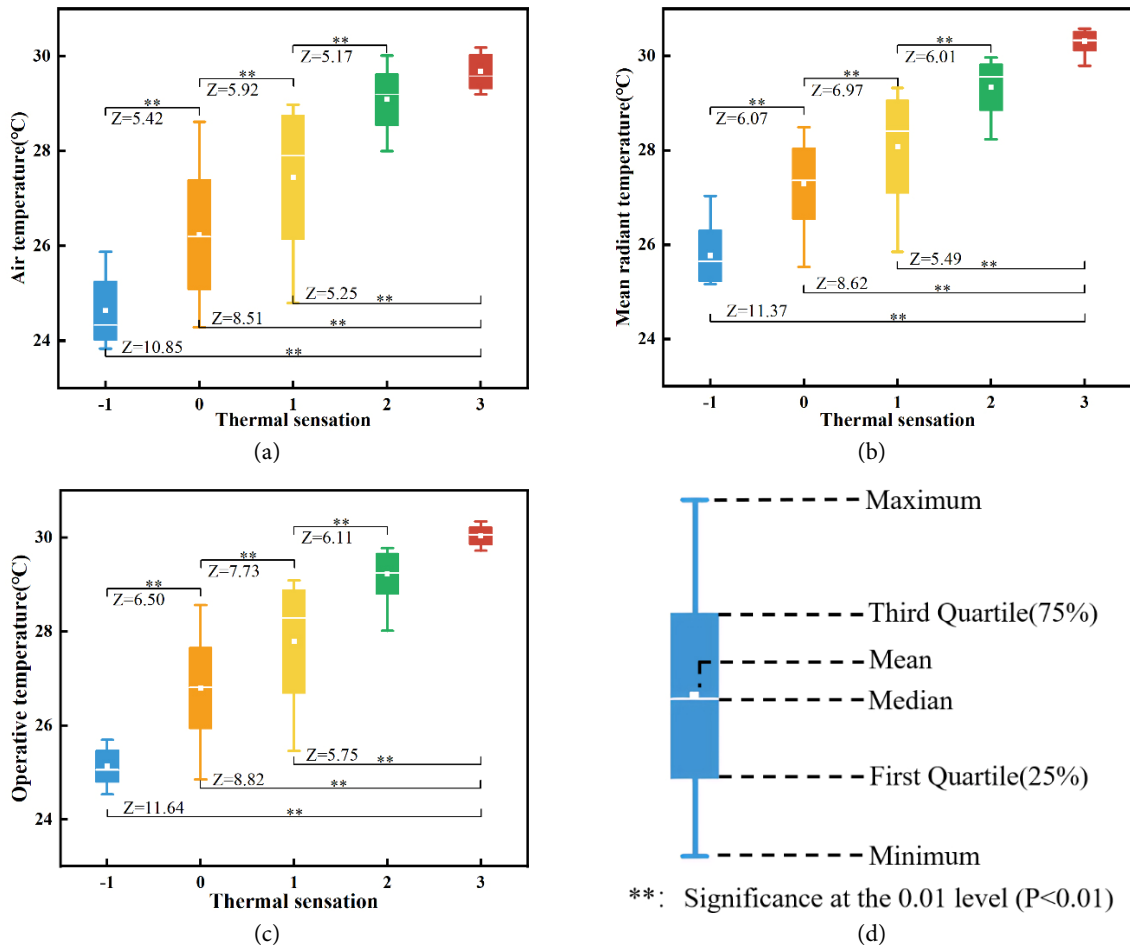 Air temperature(°C)
30
28
26
24
**
Z=5.17
**
Z=5.92
**
Z=5.42
Z=5.25
**
Z=8.51
**
Z=10.85
**
-1 0 1 2 3
Thermal sensation
(a)
Mean radiant temperature(°C)
30
28
26
24
**
Z=6.01
**
Z=6.97
**
Z=6.07
Z=5.49
**
Z=8.62
**
Z=11.37
**
-1 0 1 2 3
Thermal sensation
(b)
Operative temperature(°C)
30
28
26
24
**
Z=6.11
**
Z=7.73
**
Z=6.50
Z=5.75
**
Z=8.82
**
Z=11.64
**
-1 0 1 2 3
Thermal sensation
(c)
Maximum
Third Quartile(75%)
Mean
Median
First Quartile(25%)
Minimum
**: Significance at the 0.01 level (P<0.01)
(d)